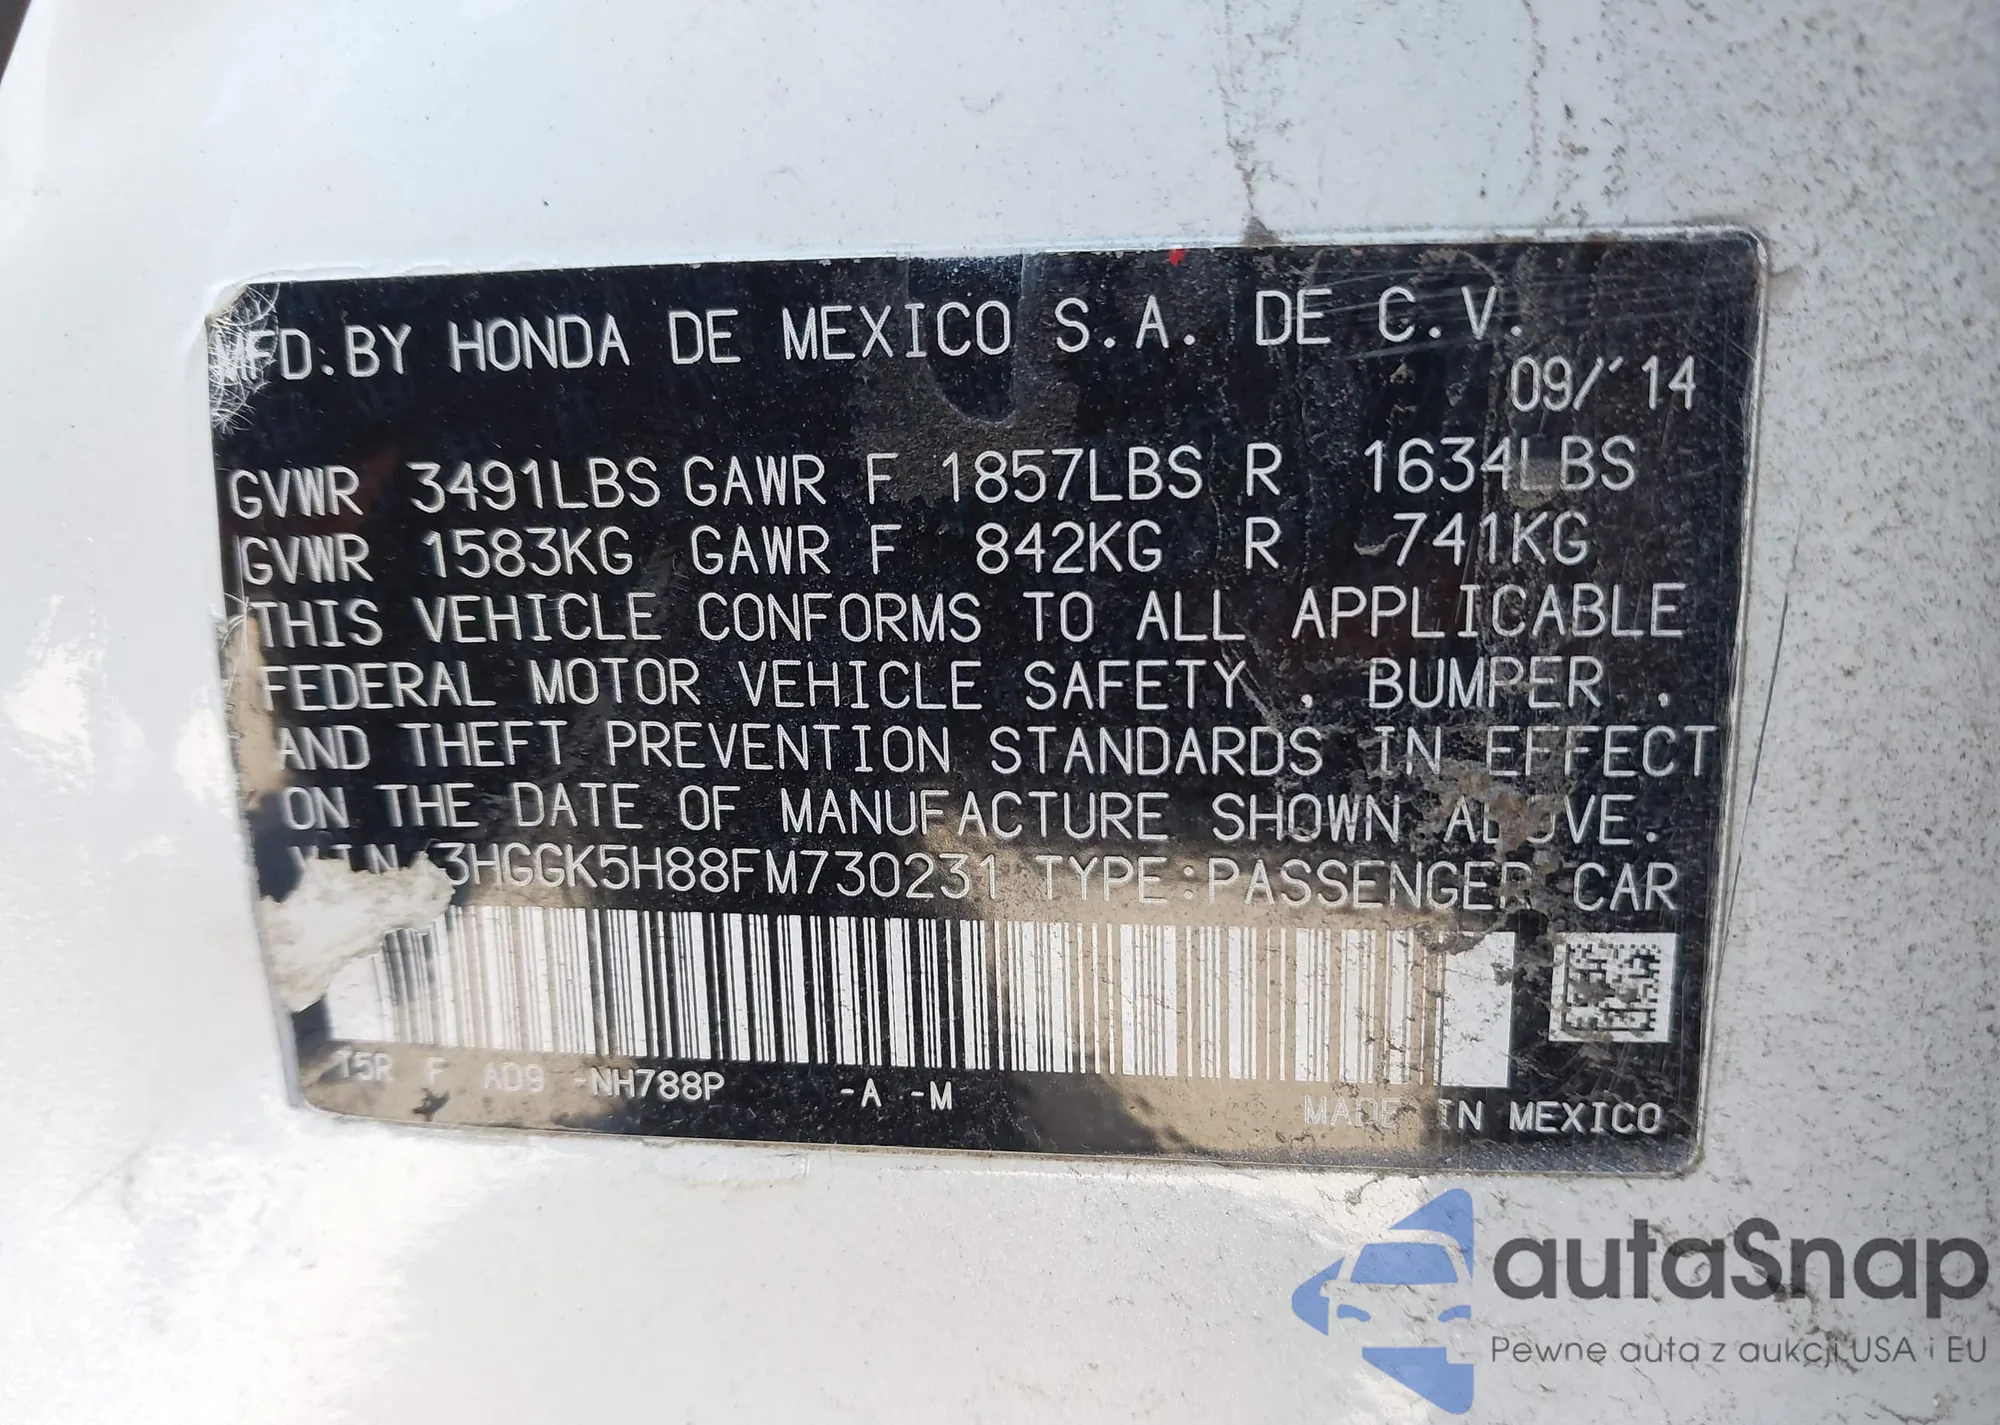 MFD.BY HONDA DE MEXICO S.A. DE C.V.
09/'14
GVWR 3491LBS GAWR F 1857LBS R 1634LBS
GVWR 1583KG GAWR F 842KG R 741KG
THIS VEHICLE CONFORMS TO ALL APPLICABLE
FEDERAL MOTOR VEHICLE SAFETY , BUMPER ,
AND THEFT PREVENTION STANDARDS IN EFFECT
ON THE DATE OF MANUFACTURE SHOWN ABOVE.
VIN: 3HGGK5H88FM730231 TYPE:PASSENGER CAR
T5R F AD9 -NH788P -A -M
MADE IN MEXICO
autaSnap
Pewne auta z aukcji USA i EU